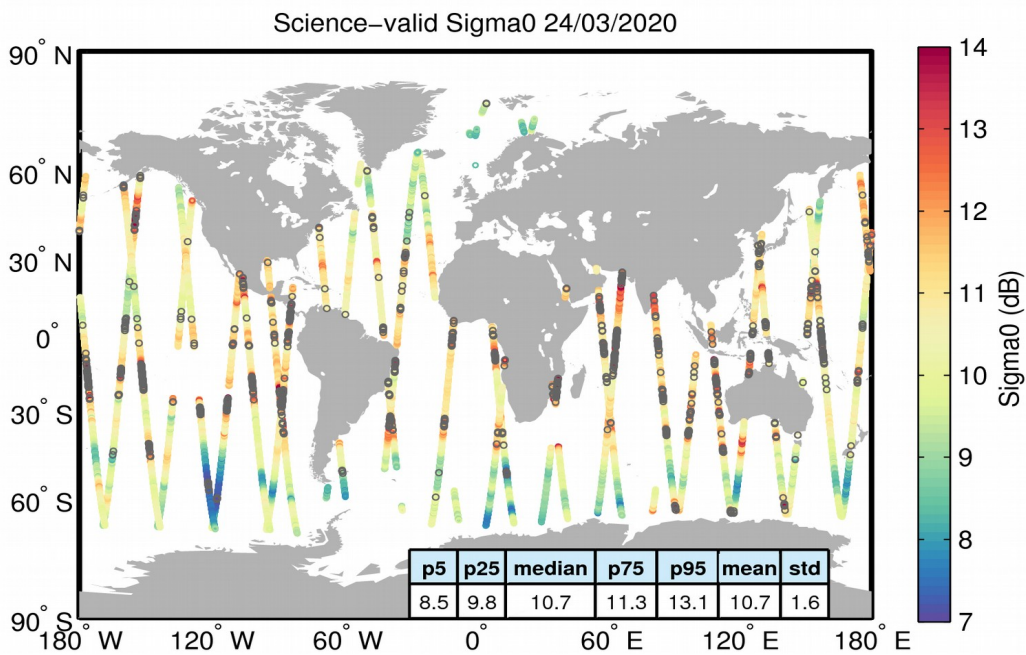 Science−valid Sigma0 24/03/2020
90° N
60° N
30° N
0°
30° S
60° S
90° S
180° W
120° W
60° W
0°
60° E
120° E
180° E
p5 p25 median p75 p95 mean std
8.5 9.8 10.7 11.3 13.1 10.7 1.6
14
13
12
11
10
9
8
7
Sigma0 (dB)